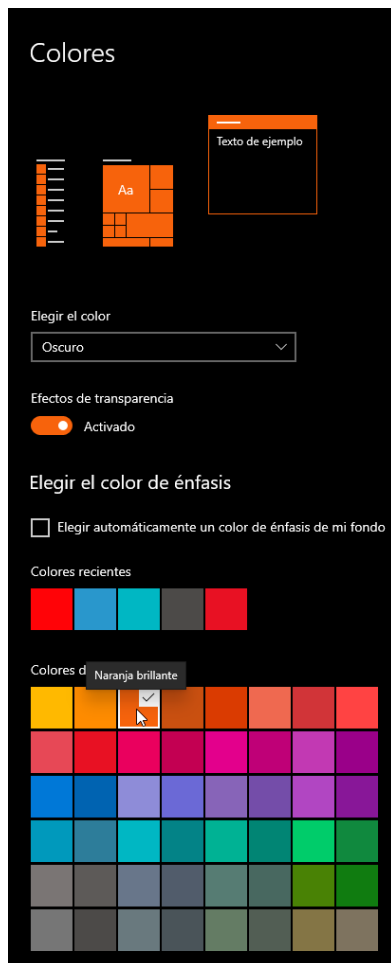 Colores
Texto de ejemplo
Aa
Elegir el color
Oscuro
Efectos de transparencia
Activado
Elegir el color de énfasis
Elegir automáticamente un color de énfasis de mi fondo
Colores recientes
Colores d
Naranja brillante